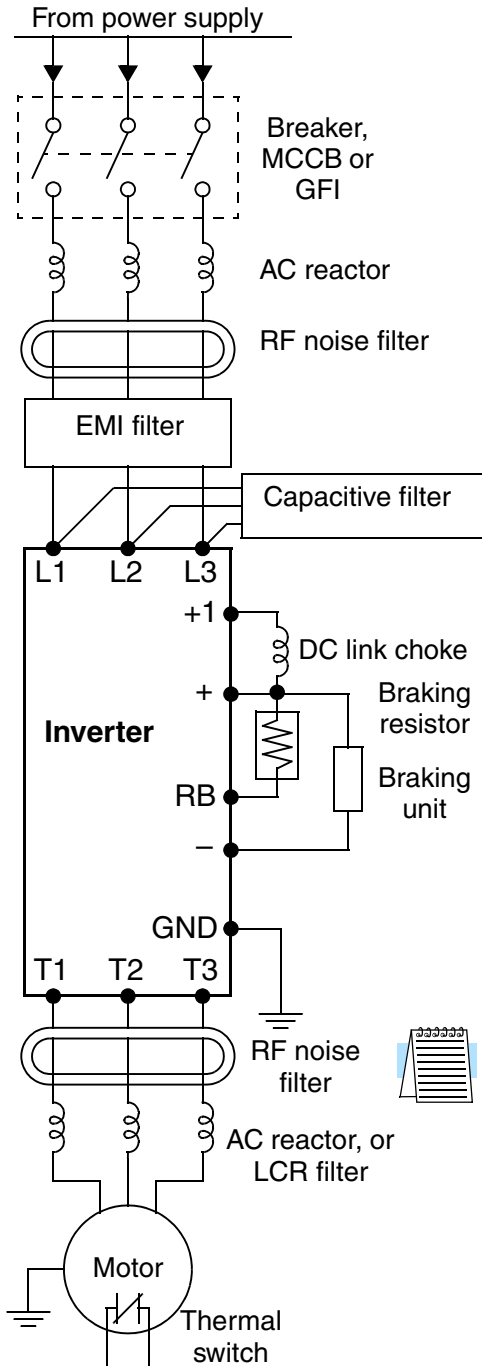 From power supply
Breaker,
MCCB or
GFI
AC reactor
RF noise filter
EMI filter
Capacitive filter
L1 L2 L3
+1
DC link choke
+
Braking
resistor
Inverter
RB
Braking
unit
–
GND
T1 T2 T3
RF noise
filter
AC reactor, or
LCR filter
Motor
Thermal
switch